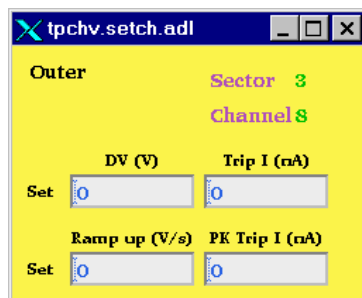 tpchv.setch.adl
Outer
Sector 3
Channel 8
DV (V) Trip I (nA)
Set 0 0
Ramp up (V/s) PK Trip I (nA)
Set 0 0